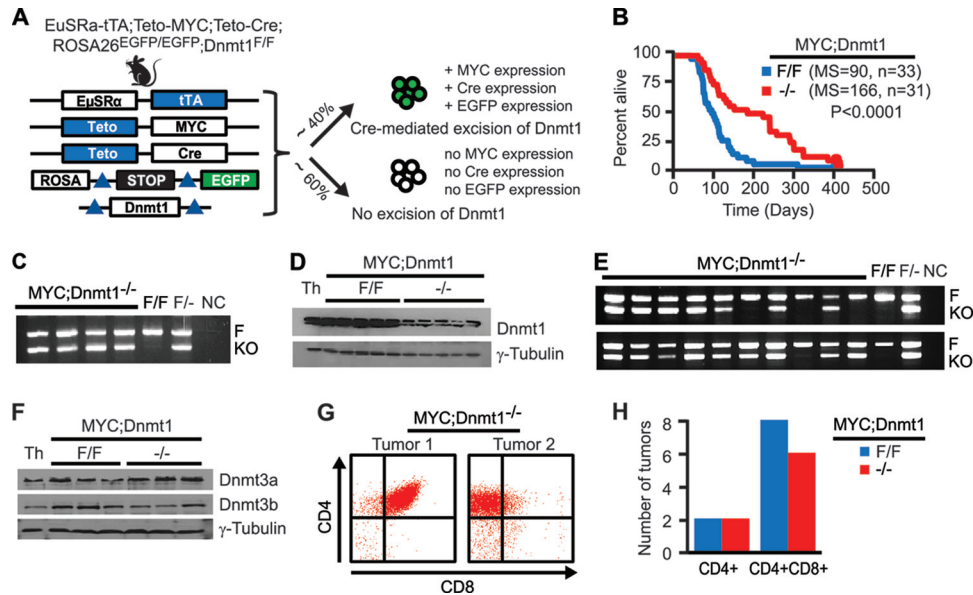 A
EuSRa-tTA;Teto-MYC;Teto-Cre;
ROSA26EGFP/EGFP;Dnmt1F/F
EµSRα tTA
Teto MYC
Teto Cre
ROSA STOP EGFP
Dnmt1
~ 40%
~ 60%
+ MYC expression
+ Cre expression
+ EGFP expression
Cre-mediated excision of Dnmt1
no MYC expression
no Cre expression
no EGFP expression
No excision of Dnmt1
B
MYC;Dnmt1
F/F (MS=90, n=33)
-/- (MS=166, n=31)
P<0.0001
Percent alive
100
75
50
25
0
0 100 200 300 400 500
Time (Days)
C
MYC;Dnmt1-/- F/F F/- NC
F
KO
D
MYC;Dnmt1
Th F/F -/-
Dnmt1
γ-Tubulin
E
MYC;Dnmt1-/- F/F F/- NC
F
KO
F
KO
F
MYC;Dnmt1
Th F/F -/-
Dnmt3a
Dnmt3b
γ-Tubulin
G
MYC;Dnmt1-/-
Tumor 1 Tumor 2
CD4
CD8
H
Number of tumors
8
6
4
2
0
CD4+ CD4+CD8+
MYC;Dnmt1
F/F
-/-